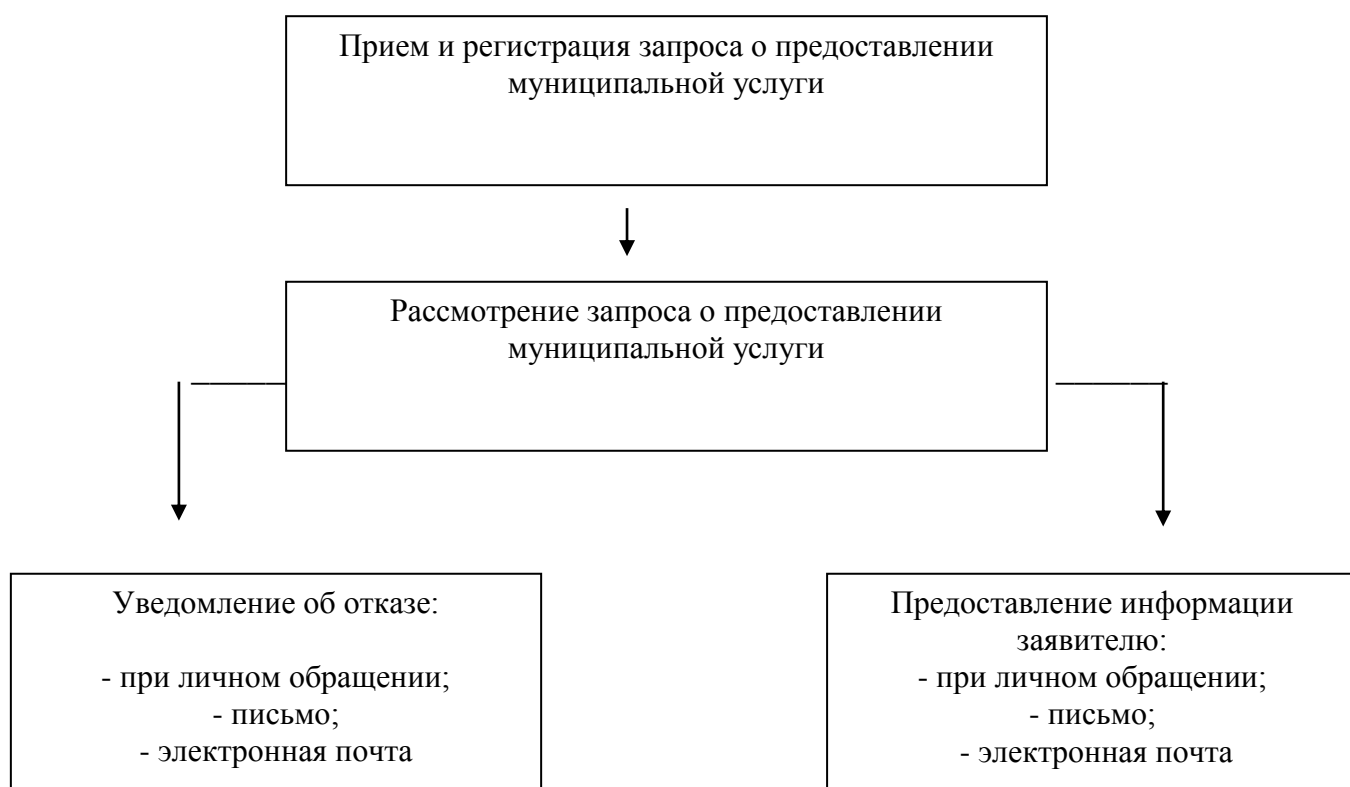 Прием и регистрация запроса о предоставлении
муниципальной услуги
Рассмотрение запроса о предоставлении
муниципальной услуги
Уведомление об отказе:
- при личном обращении;
- письмо;
- электронная почта
Предоставление информации
заявителю:
- при личном обращении;
- письмо;
- электронная почта